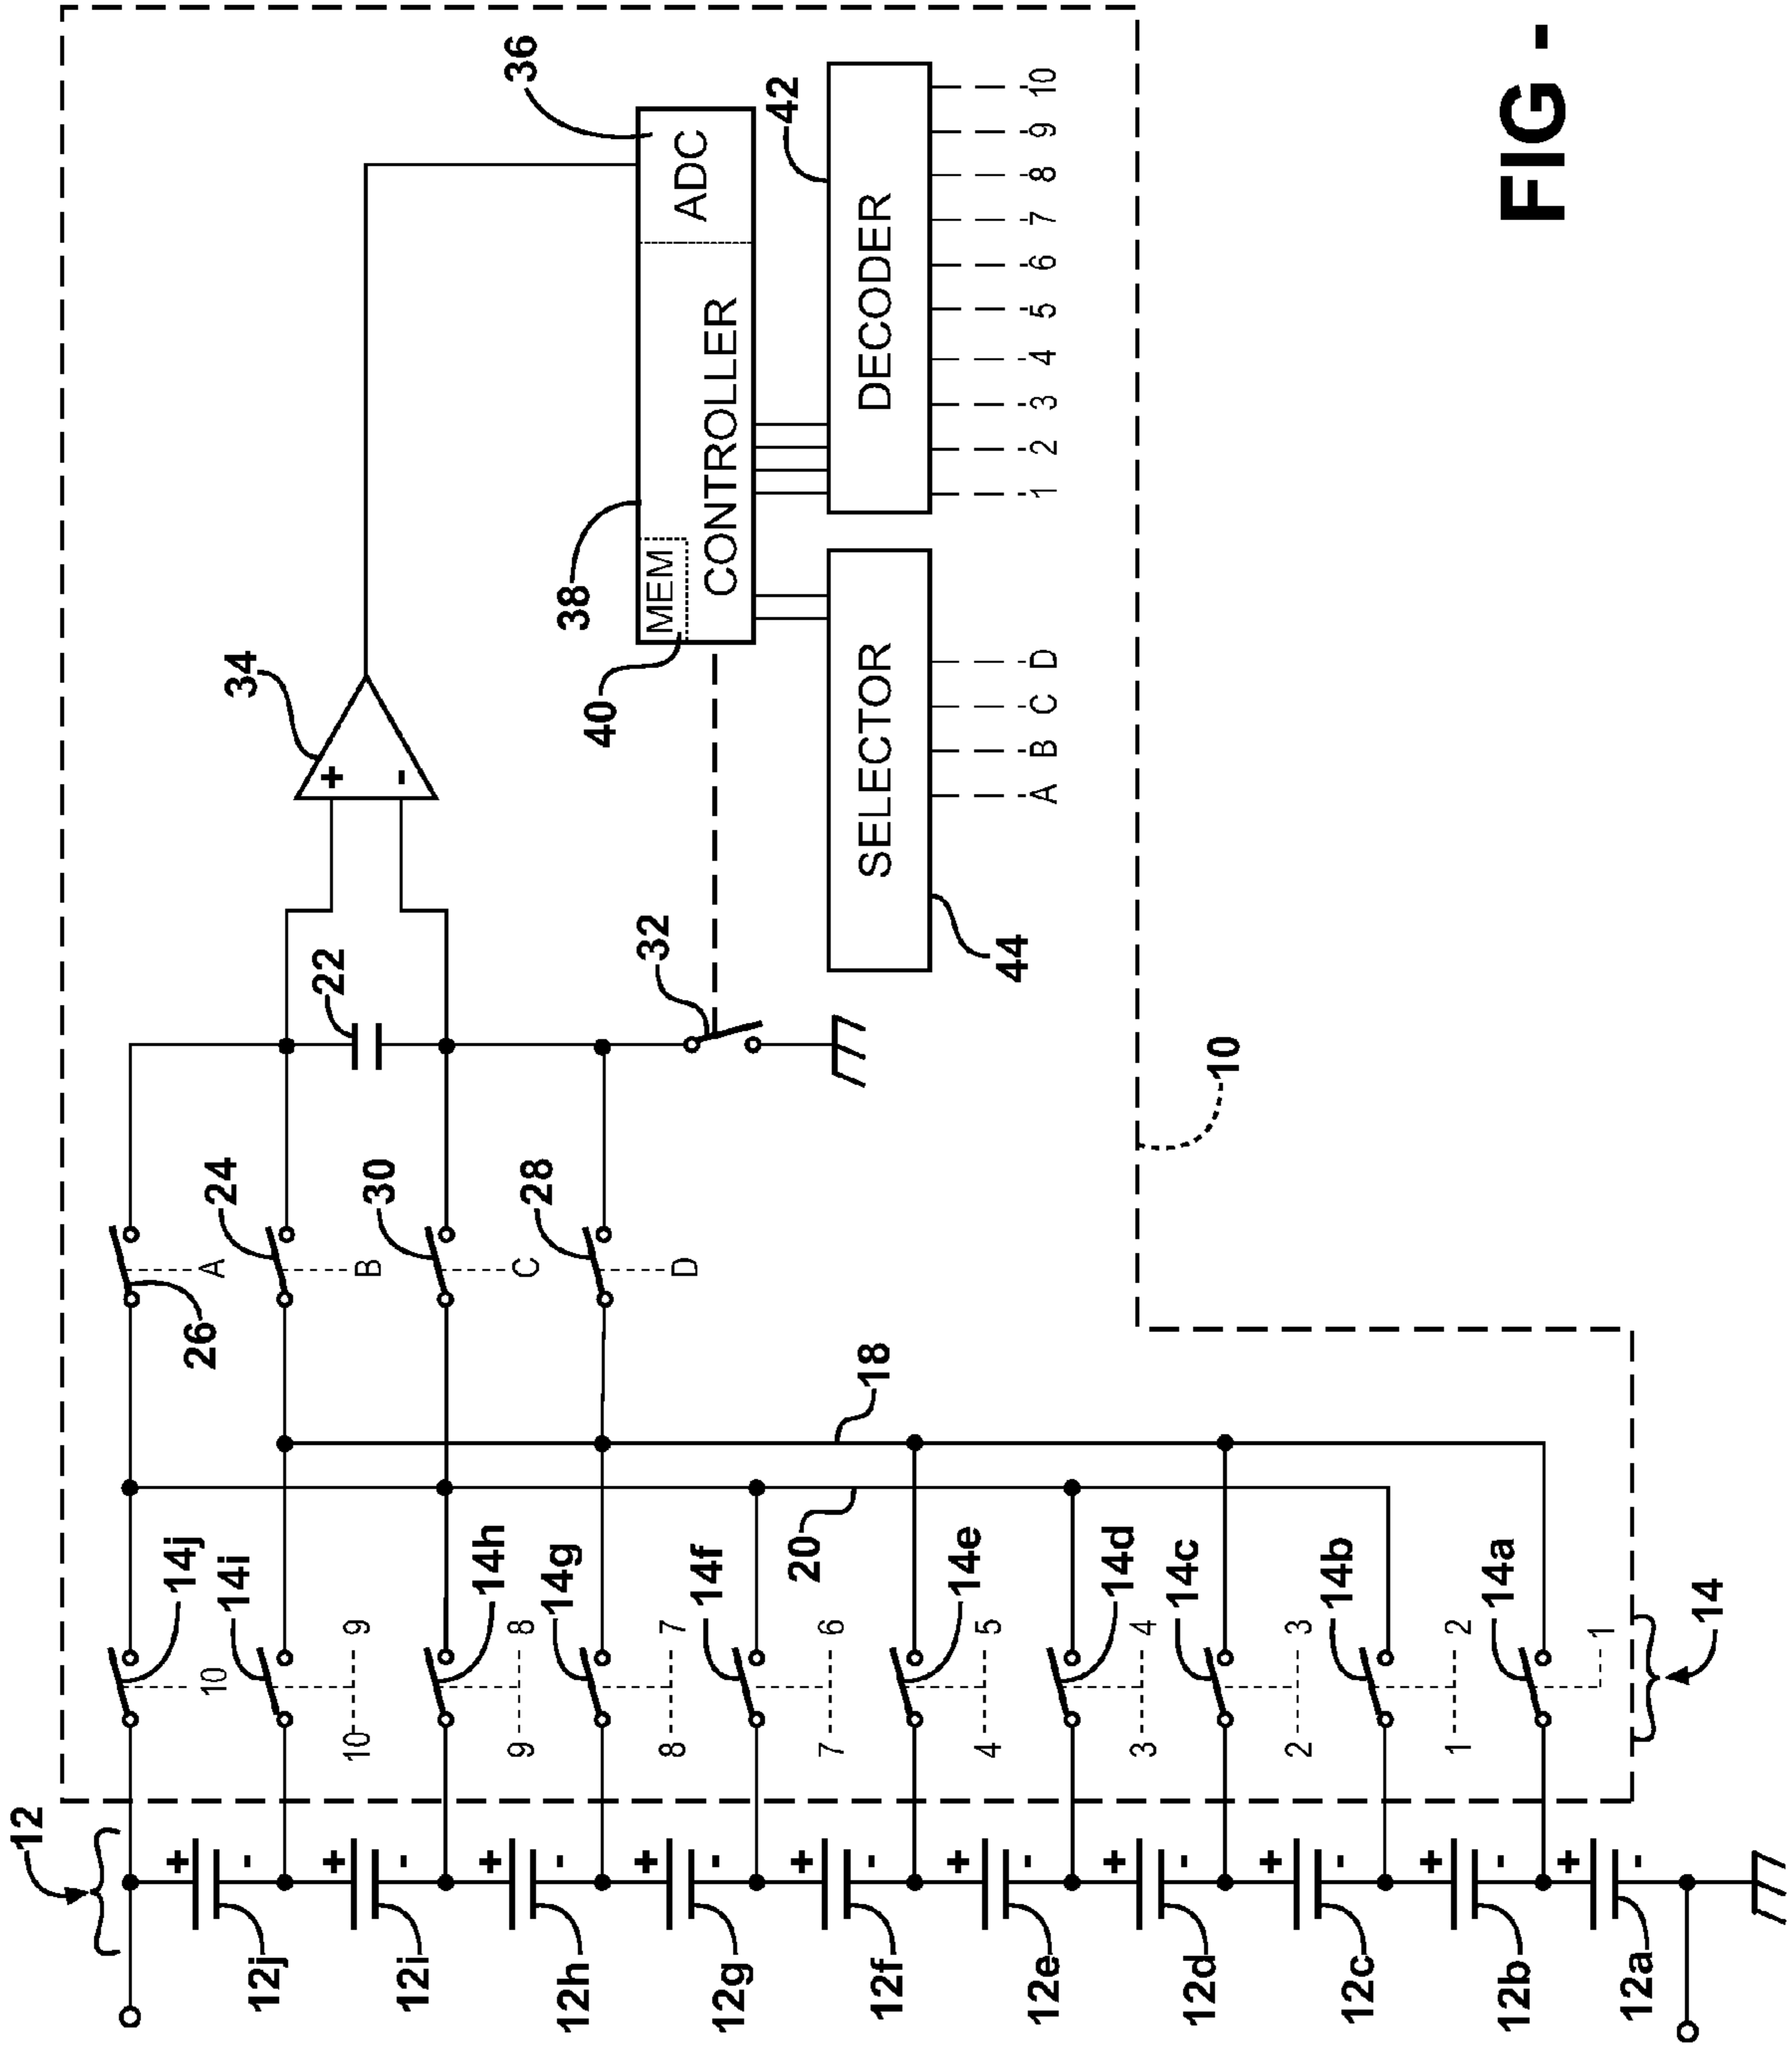 12
12j
12i
12h
12g
12f
12e
12d
12c
12b
12a
+
-
+
-
+
-
+
-
+
-
+
-
+
-
+
-
+
-
+
-
14j
14i
14h
14g
14f
14e
14d
14c
14b
14a
14
10
10 9
9 8
8 7
7 6
4 5
3 4
2 3
1 2
1
20
18
26
24
30
28
A
B
C
D
22
32
10
34
+
-
36
38
40
MEM
CONTROLLER
ADC
42
DECODER
1 2 3 4 5 6 7 8 9 10
44
SELECTOR
A B C D
FIG -